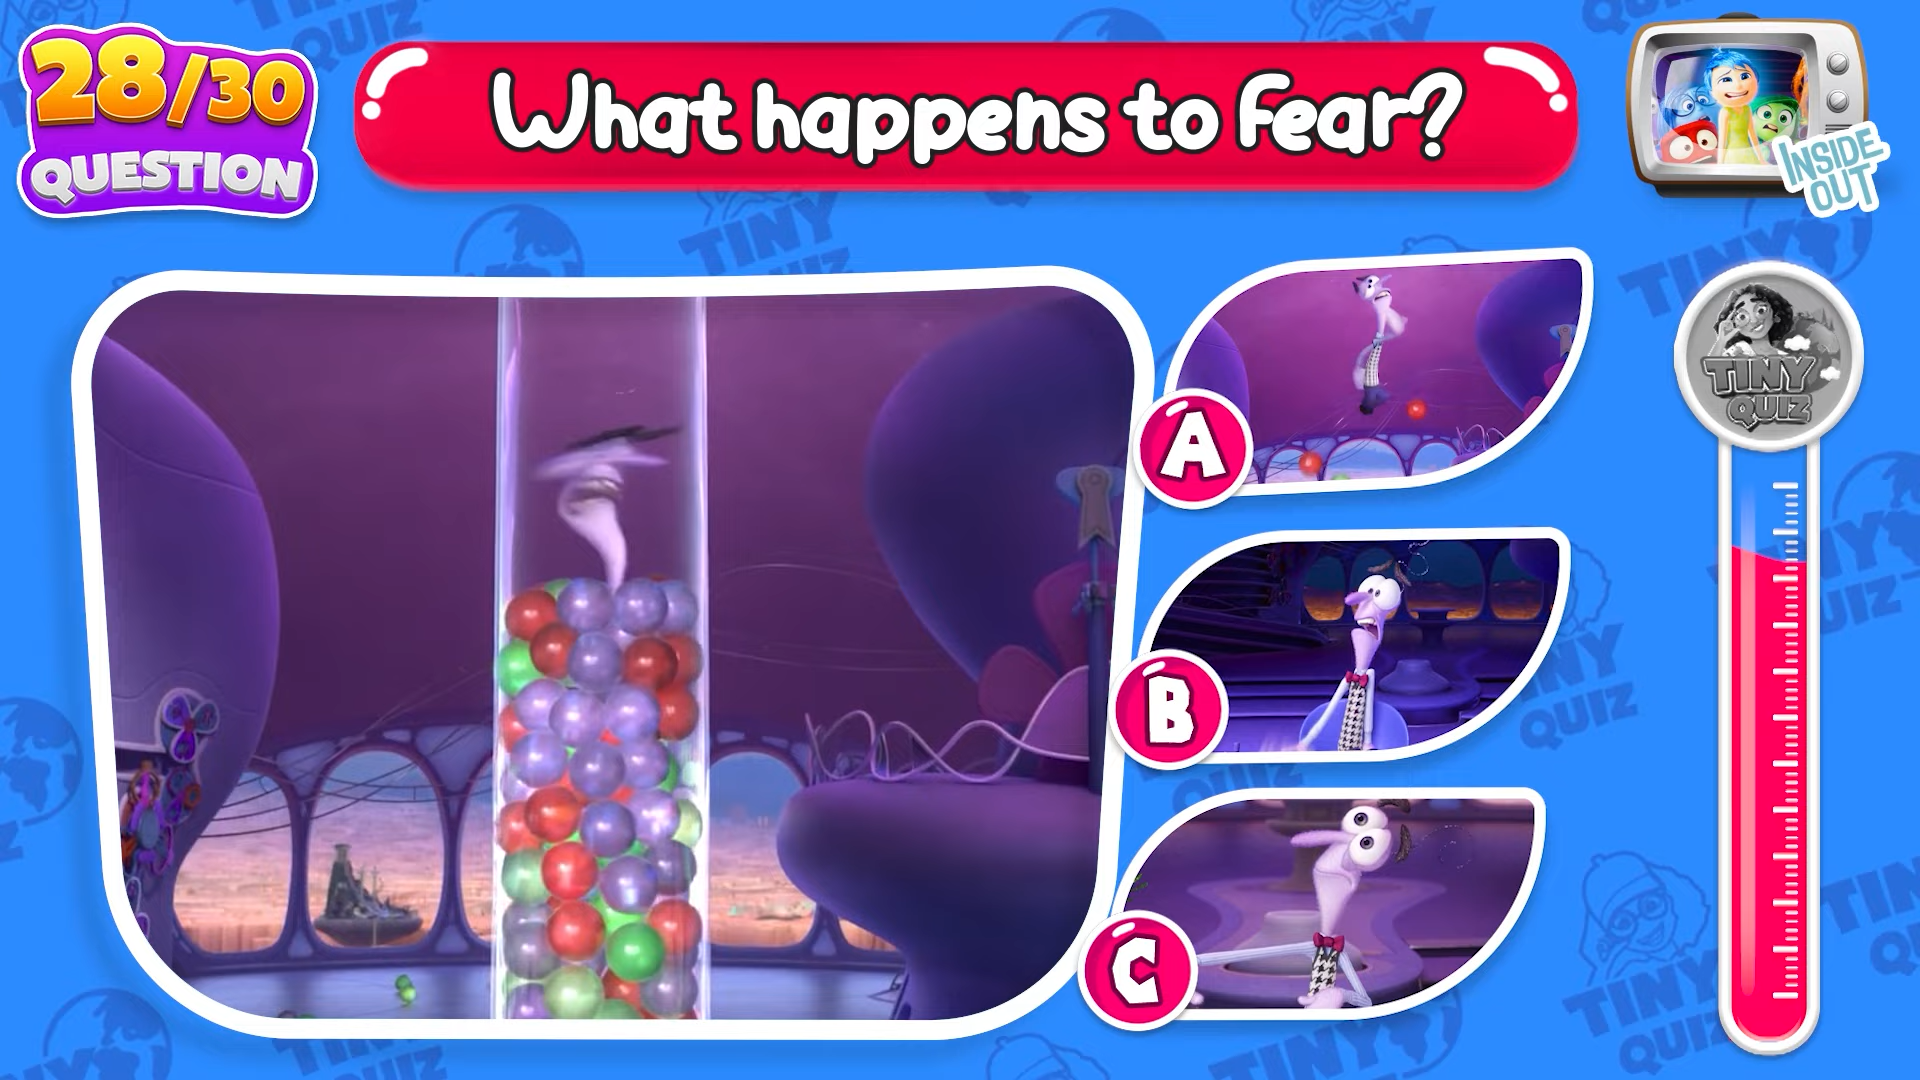 28/30
QUESTION
What happens to Fear?
INSIDE
OUT
A
B
C
TINY
QUIZ